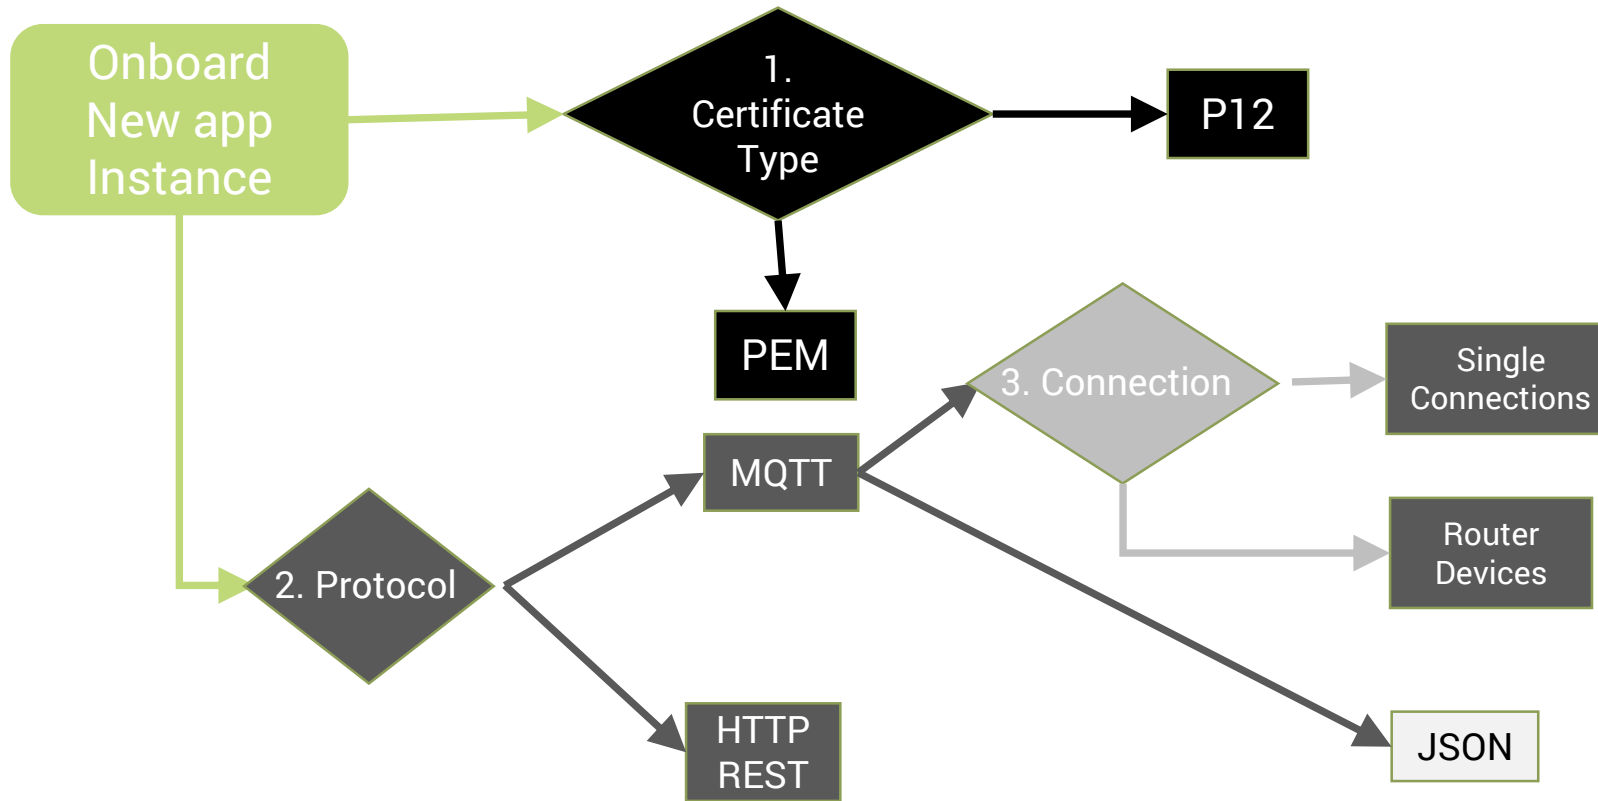 Onboard
New app
Instance
1.
Certificate
Type
P12
PEM
3. Connection
Single
Connections
MQTT
Router
Devices
2. Protocol
HTTP
REST
JSON